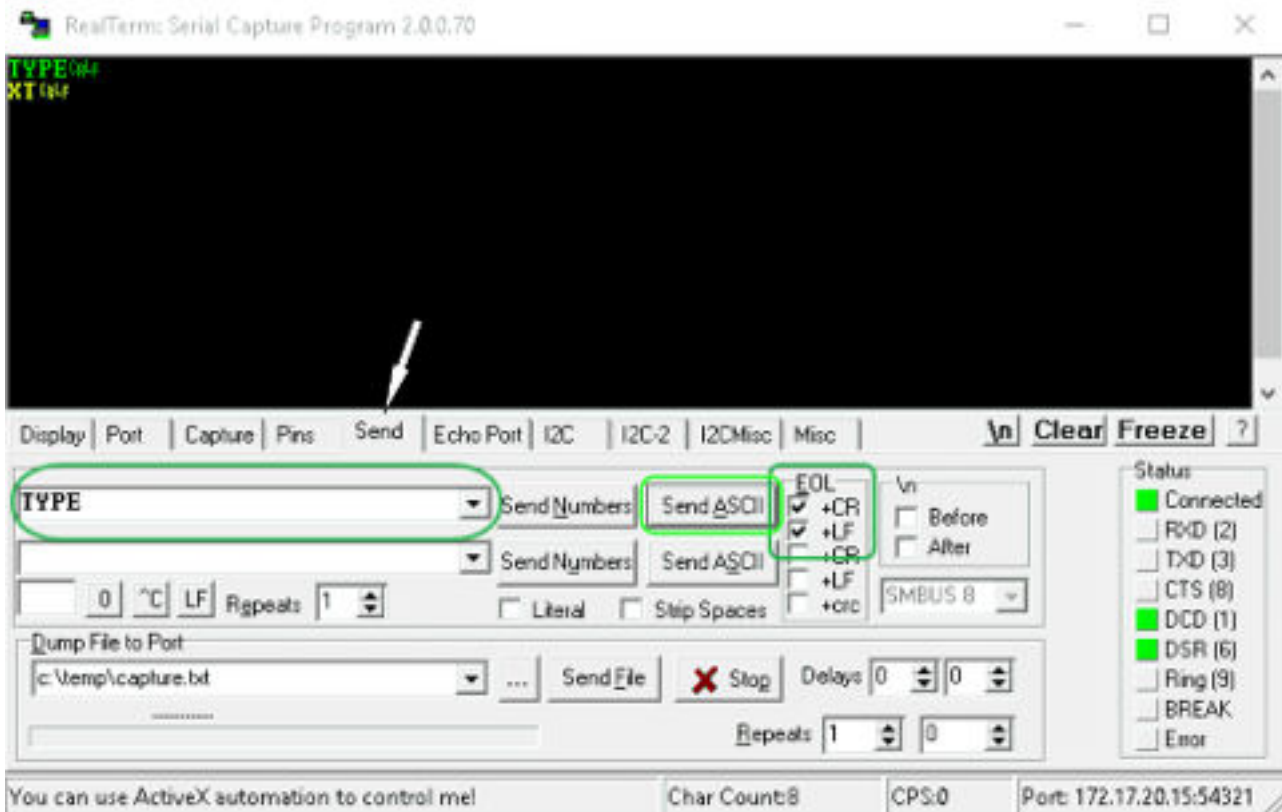 RealTerm: Serial Capture Program 2.0.0.70
TYPE CR LF
XT CR LF
Display Port Capture Pins Send Echo Port I2C I2C-2 I2CMisc Misc \n Clear Freeze ?
TYPE Send Numbers Send ASCII EOL +CR +LF \n Before After
Send Numbers Send ASCII +CR +LF +crc SMBUS 8
0 ^C LF Repeats 1 Literal Strip Spaces
Dump File to Port
c:\temp\capture.txt ... Send File Stop Delays 0 0
Repeats 1 0
Status
Connected
RXD (2)
TXD (3)
CTS (8)
DCD (1)
DSR (6)
Ring (9)
BREAK
Error
You can use ActiveX automation to control me! Char Count:8 CPS:0 Port: 172.17.20.15:54321